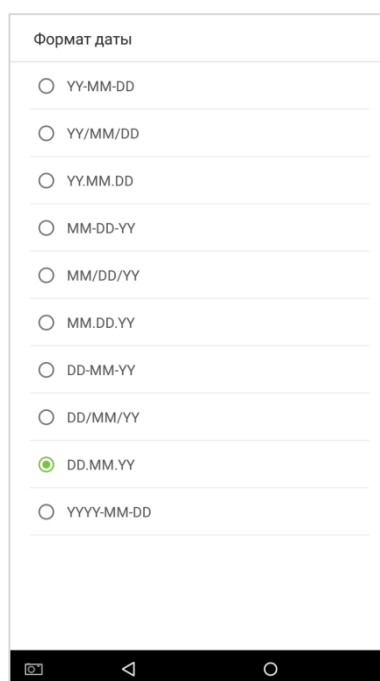 Формат даты
YY-MM-DD
YY/MM/DD
YY.MM.DD
MM-DD-YY
MM/DD/YY
MM.DD.YY
DD-MM-YY
DD/MM/YY
DD.MM.YY
YYYY-MM-DD